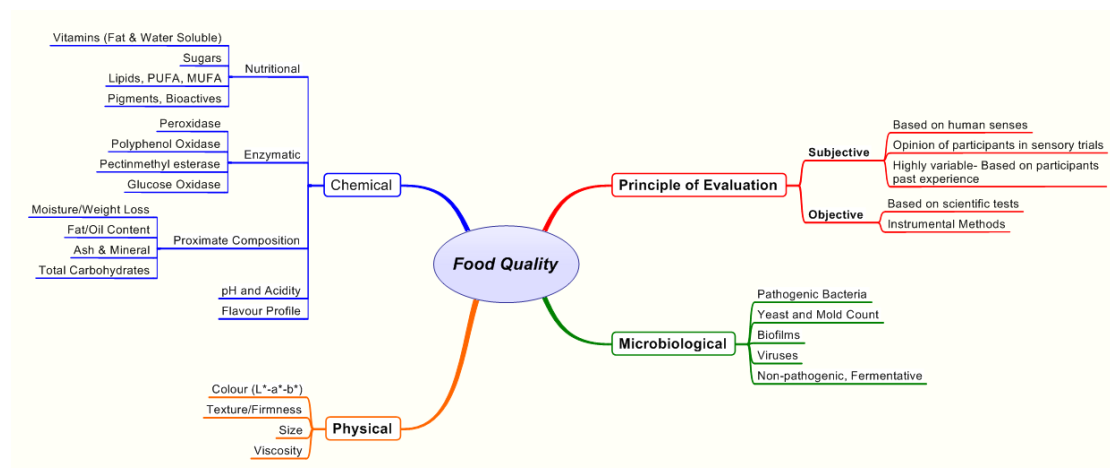 Food Quality
Chemical
Nutritional
Vitamins (Fat & Water Soluble)
Sugars
Lipids, PUFA, MUFA
Pigments, Bioactives
Enzymatic
Peroxidase
Polyphenol Oxidase
Pectinmethyl esterase
Glucose Oxidase
Proximate Composition
Moisture/Weight Loss
Fat/Oil Content
Ash & Mineral
Total Carbohydrates
pH and Acidity
Flavour Profile
Physical
Colour (L*-a*-b*)
Texture/Firmness
Size
Viscosity
Principle of Evaluation
Subjective
Based on human senses
Opinion of participants in sensory trials
Highly variable- Based on participants
past experience
Objective
Based on scientific tests
Instrumental Methods
Microbiological
Pathogenic Bacteria
Yeast and Mold Count
Biofilms
Viruses
Non-pathogenic, Fermentative